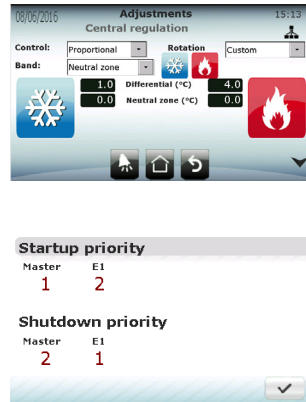 08/06/2016 Adjustments 15:13
Central regulation
Control: Proportional Rotation Custom
Band: Neutral zone
1.0 Differential (°C) 4.0
0.0 Neutral zone (°C) 0.0
Startup priority
Master E1
1 2
Shutdown priority
Master E1
2 1